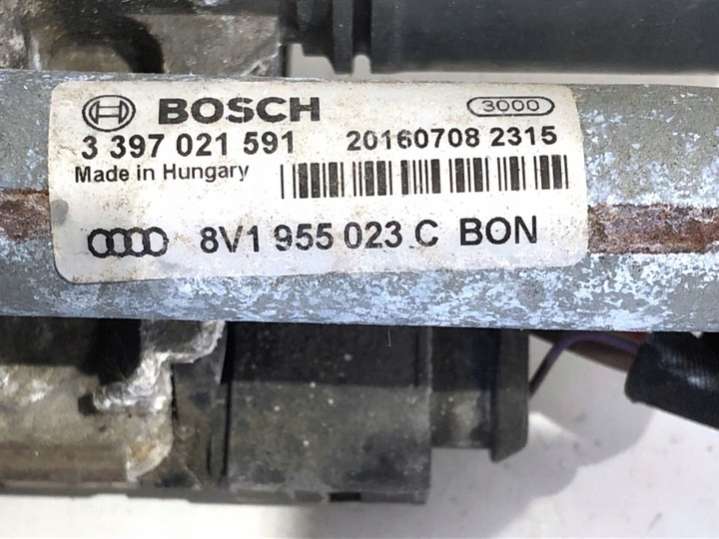 BOSCH 3000
3 397 021 591 20160708 2315
Made in Hungary
8V1 955 023 C BON